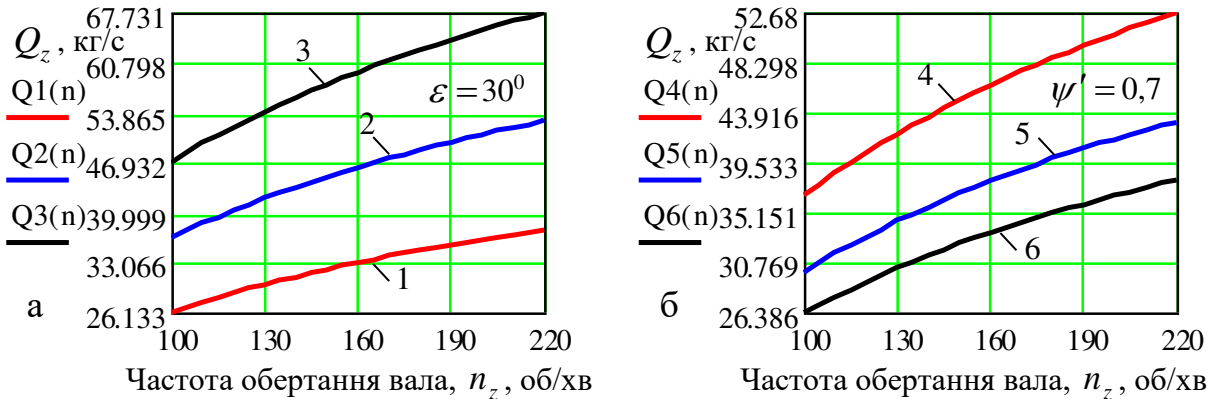 67.731
Q_z , кг/с
60.798
Q1(n)
53.865
Q2(n)
46.932
Q3(n)
39.999
33.066
а
26.133
3
ε = 30⁰
2
1
100 130 160 190 220
Частота обертання вала, n_z , об/хв
52.68
Q_z , кг/с
48.298
Q4(n)
43.916
Q5(n)
39.533
Q6(n)
35.151
30.769
б
26.386
4
ψ′ = 0,7
5
6
100 130 160 190 220
Частота обертання вала, n_z , об/хв